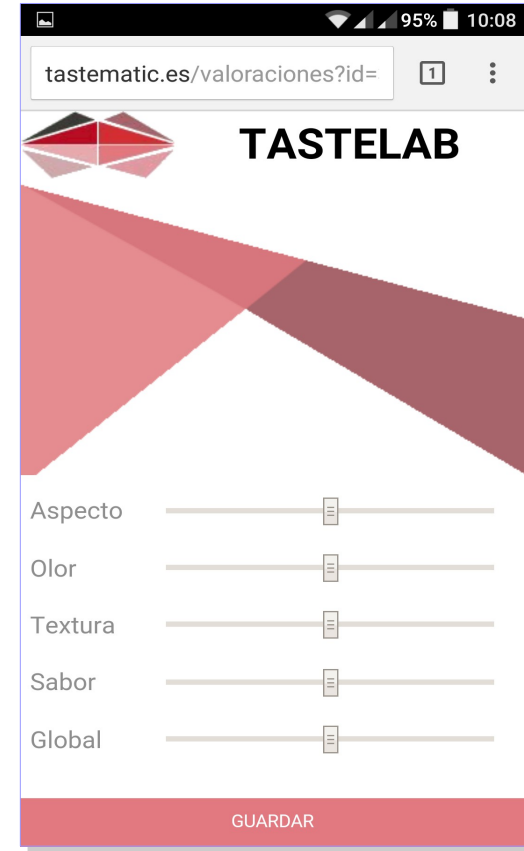 95% 10:08
tastematic.es/valoraciones?id=
1
TASTELAB
Aspecto
Olor
Textura
Sabor
Global
GUARDAR